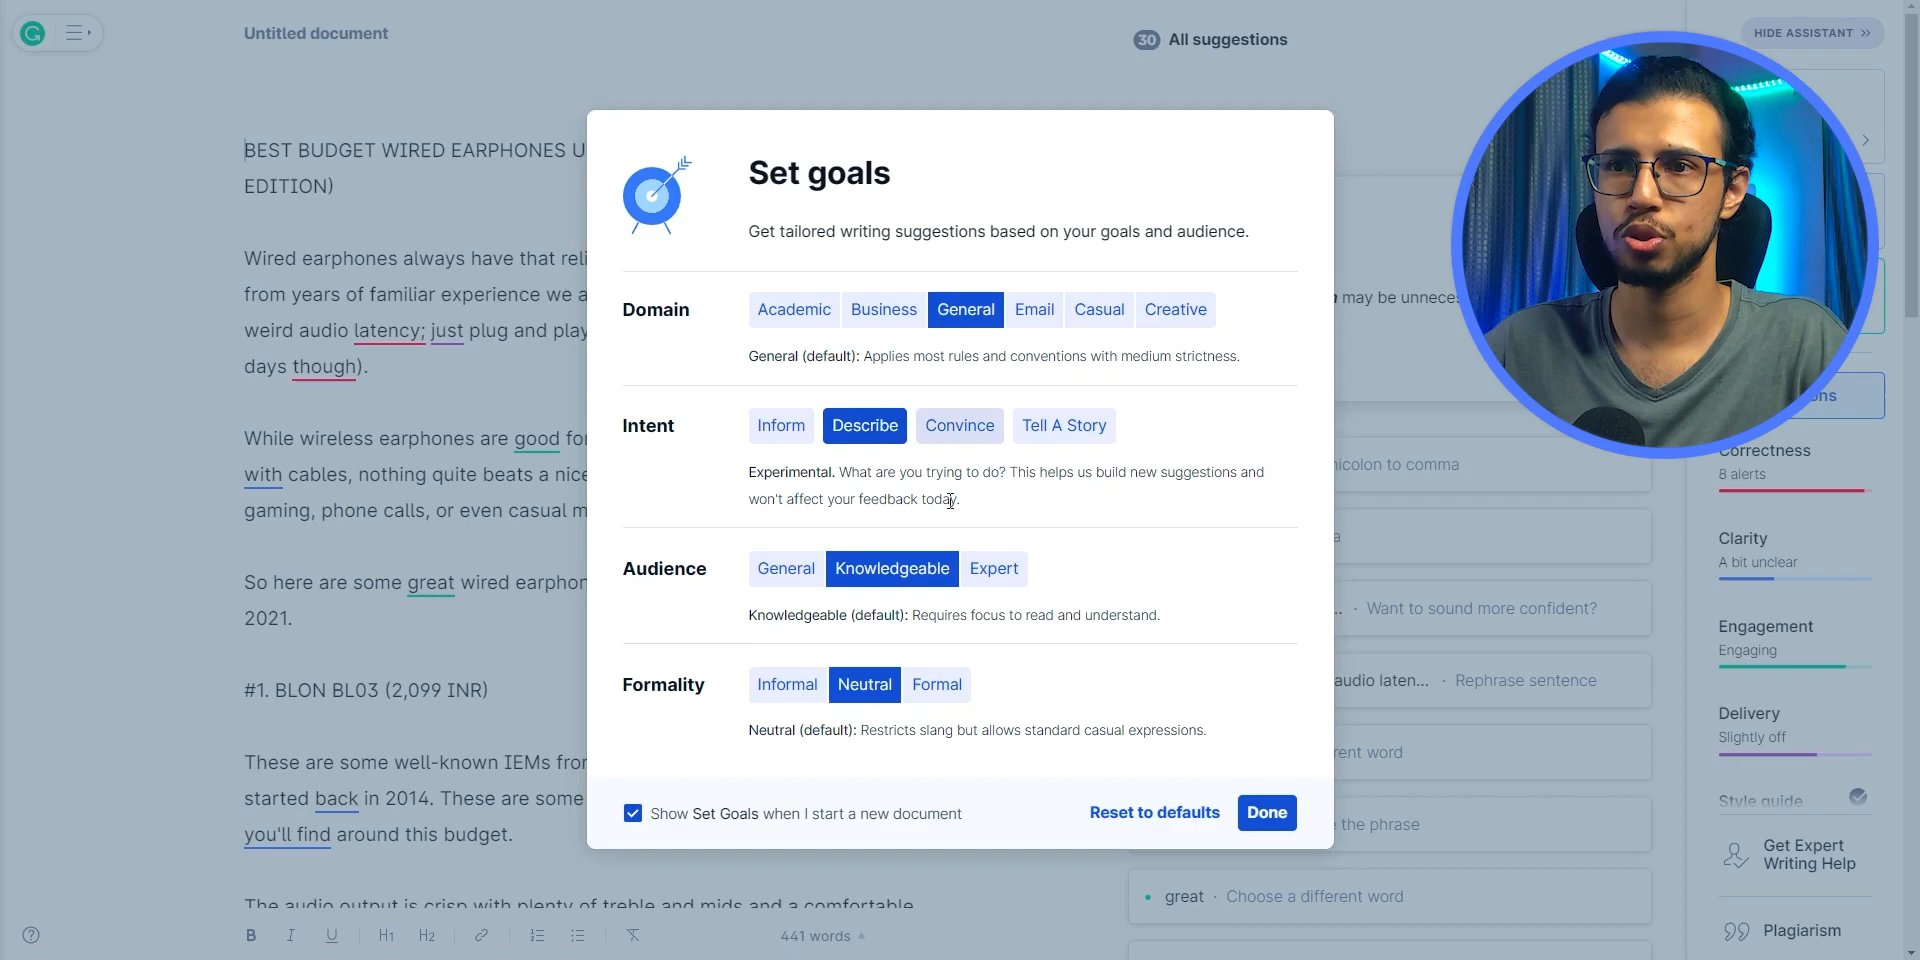 Untitled document
30 All suggestions
HIDE ASSISTANT
BEST BUDGET WIRED EARPHONES
EDITION)
Wired earphones always have that
from years of familiar experience we
weird audio latency; just plug and play
days though).
While wireless earphones are good
with cables, nothing quite beats a nice
gaming, phone calls, or even casual
So here are some great wired
2021.
#1. BLON BL03 (2,099 INR)
These are some well-known IEMs
started back in 2014. These are some
you'll find around this budget.
The audio output is crisp with plenty of treble and mids and a comfortable
B I U H1 H2
441 words
Set goals
Get tailored writing suggestions based on your goals and audience.
Domain
Academic Business General Email Casual Creative
General (default): Applies most rules and conventions with medium strictness.
Intent
Inform Describe Convince Tell A Story
Experimental. What are you trying to do? This helps us build new suggestions and
won't affect your feedback today.
Audience
General Knowledgeable Expert
Knowledgeable (default): Requires focus to read and understand.
Formality
Informal Neutral Formal
Neutral (default): Restricts slang but allows standard casual expressions.
Show Set Goals when I start a new document
Reset to defaults
Done
may be
to comma
... · Want to sound more confident?
audio laten... · Rephrase sentence
word
the phrase
great · Choose a different word
Correctness
8 alerts
Clarity
A bit unclear
Engagement
Engaging
Delivery
Slightly off
Style guide
Get Expert
Writing Help
Plagiarism